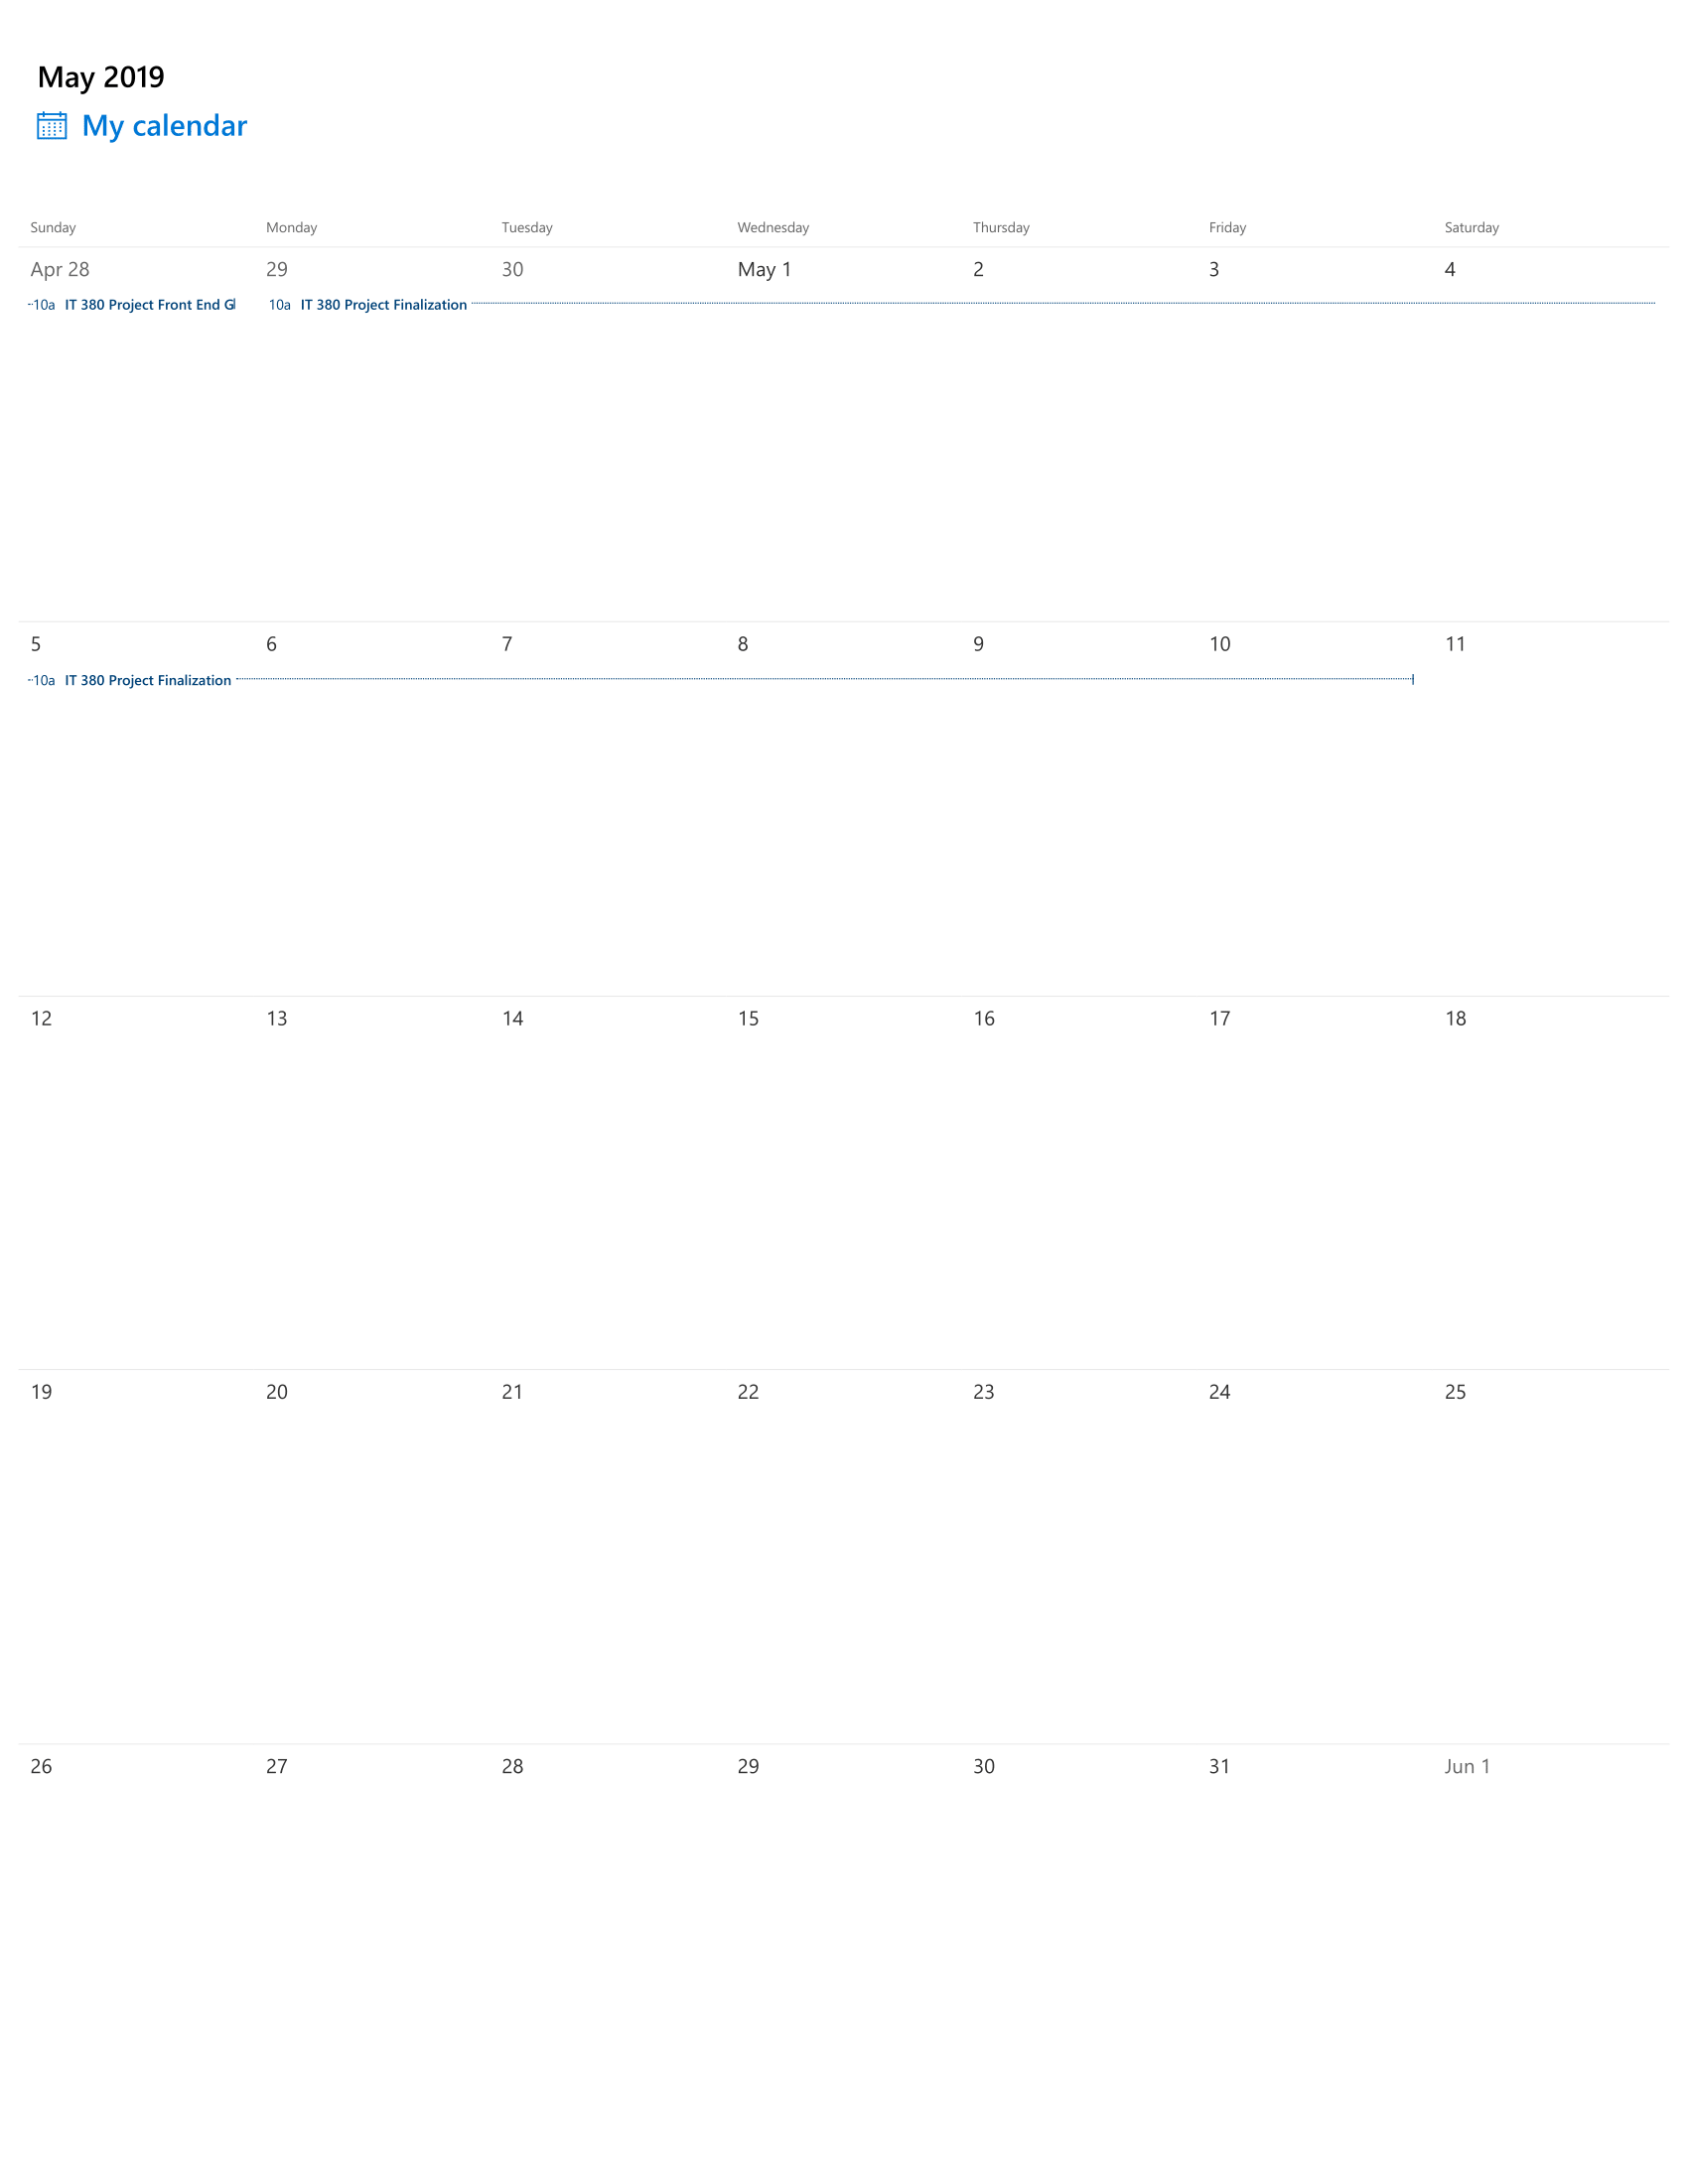 May 2019
My calendar
Sunday Monday Tuesday Wednesday Thursday Friday Saturday
Apr 28 29 30 May 1 2 3 4
10a IT 380 Project Front End 10a IT 380 Project Finalization
5 6 7 8 9 10 11
10a IT 380 Project Finalization
12 13 14 15 16 17 18
19 20 21 22 23 24 25
26 27 28 29 30 31 Jun 1